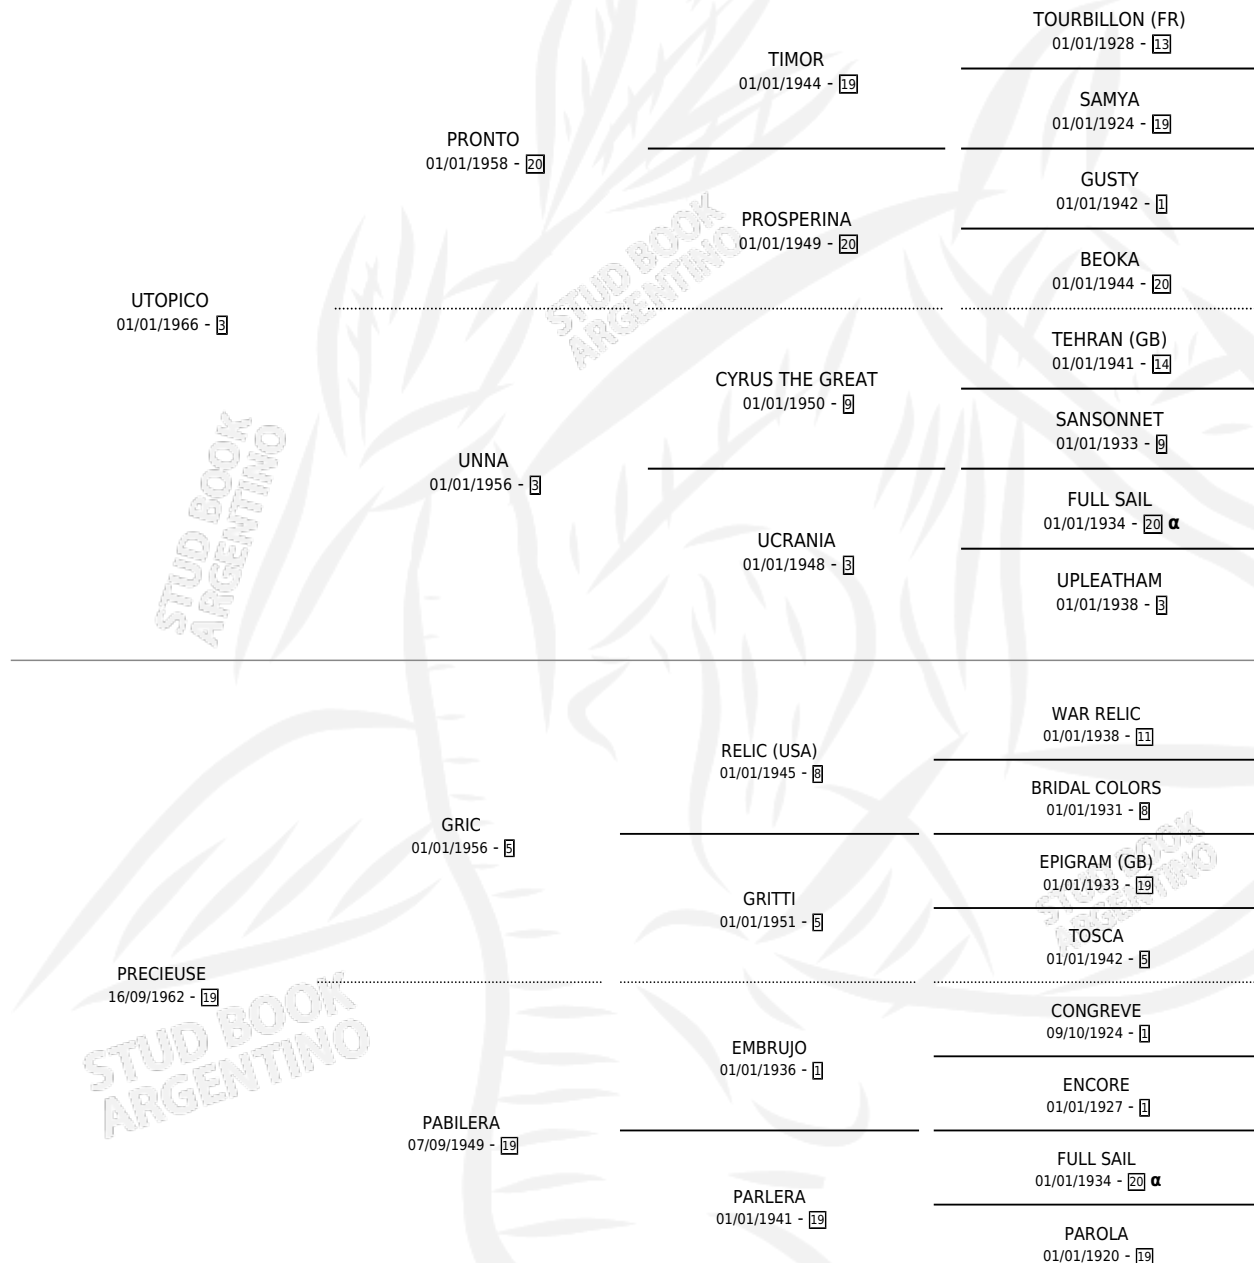 TOURBILLON (FR)
01/01/1928 - 13
TIMOR
01/01/1944 - 19
SAMYA
01/01/1924 - 19
PRONTO
01/01/1958 - 20
GUSTY
01/01/1942 - 1
PROSPERINA
01/01/1949 - 20
BEOKA
01/01/1944 - 20
STUD BOOK
ARGENTINO
UTOPICO
01/01/1966 - 3
TEHRAN (GB)
01/01/1941 - 14
CYRUS THE GREAT
01/01/1950 - 9
SANSONNET
01/01/1933 - 9
UNNA
01/01/1956 - 3
FULL SAIL
01/01/1934 - 20 α
UCRANIA
01/01/1948 - 3
UPLEATHAM
01/01/1938 - 3
STUD BOOK
ARGENTINO
WAR RELIC
01/01/1938 - 11
RELIC (USA)
01/01/1945 - 8
BRIDAL COLORS
01/01/1931 - 8
GRIC
01/01/1956 - 5
EPIGRAM (GB)
01/01/1933 - 19
GRITTI
01/01/1951 - 5
TOSCA
01/01/1942 - 5
STUD BOOK
ARGENTINO
PRECIEUSE
16/09/1962 - 19
CONGREVE
09/10/1924 - 1
EMBRUJO
01/01/1936 - 1
ENCORE
01/01/1927 - 1
STUD BOOK
ARGENTINO
PABILERA
07/09/1949 - 19
FULL SAIL
01/01/1934 - 20 α
PARLERA
01/01/1941 - 19
PAROLA
01/01/1920 - 19